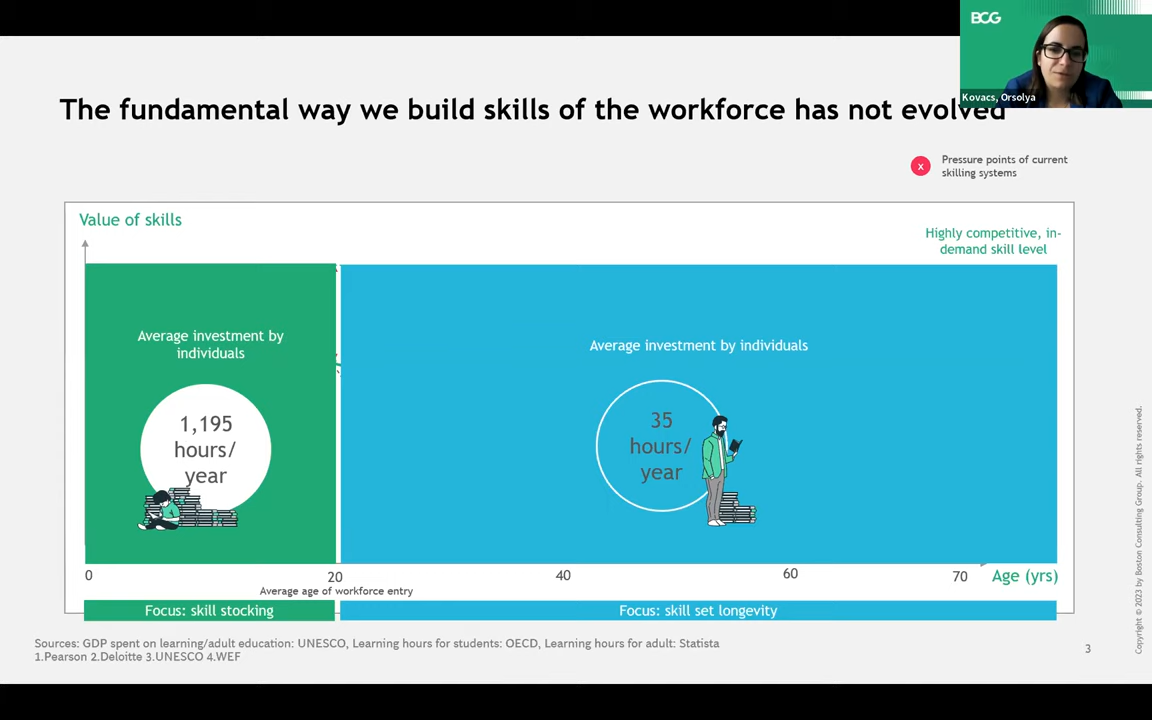 BCG
Kovacs, Orsolya
The fundamental way we build skills of the workforce has not evolved
x
Pressure points of current
skilling systems
Value of skills
Highly competitive, in-
demand skill level
Average investment by
individuals
1,195
hours/
year
Average investment by individuals
35
hours/
year
0
20
40
60
70
Age (yrs)
Average age of workforce entry
Focus: skill stocking
Focus: skill set longevity
Sources: GDP spent on learning/adult education: UNESCO, Learning hours for students: OECD, Learning hours for adult: Statista
1.Pearson 2.Deloitte 3.UNESCO 4.WEF
3
Copyright © 2023 by Boston Consulting Group. All rights reserved.